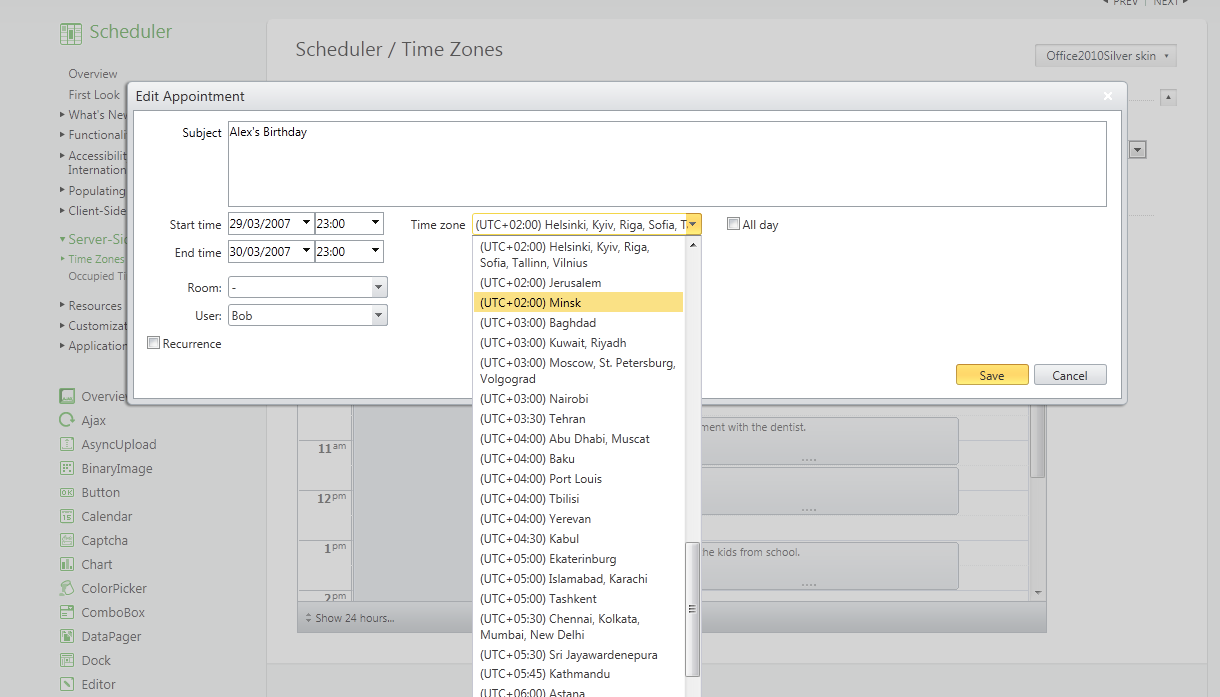 PREV | NEXT
Scheduler
Scheduler / Time Zones
Office2010Silver skin
Overview
First Look
What's New
Functionali
Accessibilit
Internation
Populating
Client-Side
Server-Sid
Time Zones
Occupied Ti
Resources
Customizat
Application
Edit Appointment
Subject
Alex's Birthday
Start time 29/03/2007 23:00
Time zone (UTC+02:00) Helsinki, Kyiv, Riga, Sofia, T
All day
End time 30/03/2007 23:00
Room: -
User: Bob
Recurrence
(UTC+02:00) Helsinki, Kyiv, Riga,
Sofia, Tallinn, Vilnius
(UTC+02:00) Jerusalem
(UTC+02:00) Minsk
(UTC+03:00) Baghdad
(UTC+03:00) Kuwait, Riyadh
(UTC+03:00) Moscow, St. Petersburg,
Volgograd
(UTC+03:00) Nairobi
(UTC+03:30) Tehran
(UTC+04:00) Abu Dhabi, Muscat
(UTC+04:00) Baku
(UTC+04:00) Port Louis
(UTC+04:00) Tbilisi
(UTC+04:00) Yerevan
(UTC+04:30) Kabul
(UTC+05:00) Ekaterinburg
(UTC+05:00) Islamabad, Karachi
(UTC+05:00) Tashkent
(UTC+05:30) Chennai, Kolkata,
Mumbai, New Delhi
(UTC+05:30) Sri Jayawardenepura
(UTC+05:45) Kathmandu
(UTC+06:00) Astana
Save
Cancel
Overvie
Ajax
AsyncUpload
BinaryImage
Button
Calendar
Captcha
Chart
ColorPicker
ComboBox
DataPager
Dock
Editor
11am
12pm
1pm
2pm
ment with the dentist.
he kids from school.
Show 24 hours...